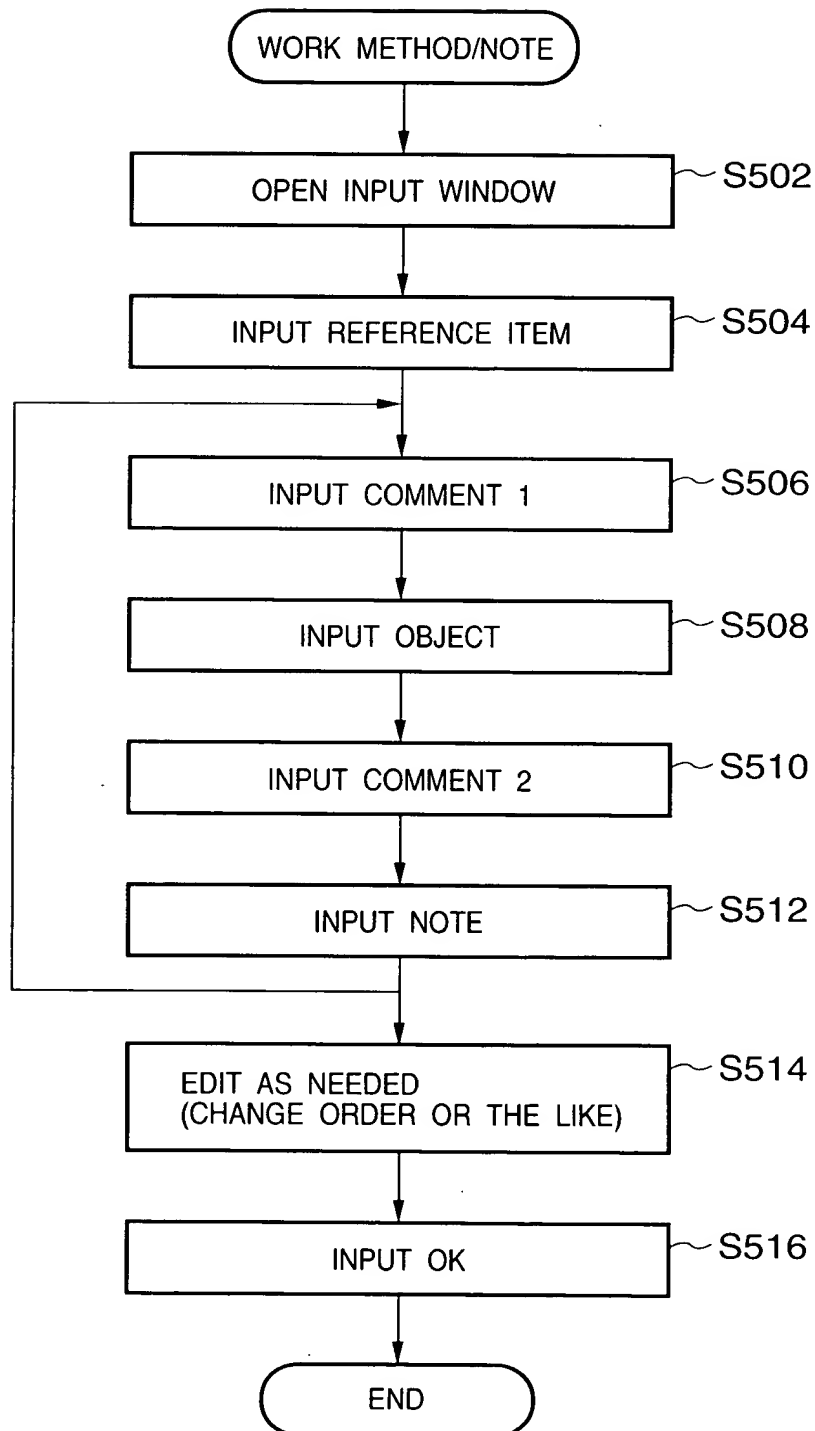 WORK METHOD/NOTE
OPEN INPUT WINDOW
S502
INPUT REFERENCE ITEM
S504
INPUT COMMENT 1
S506
INPUT OBJECT
S508
INPUT COMMENT 2
S510
INPUT NOTE
S512
EDIT AS NEEDED
(CHANGE ORDER OR THE LIKE)
S514
INPUT OK
S516
END